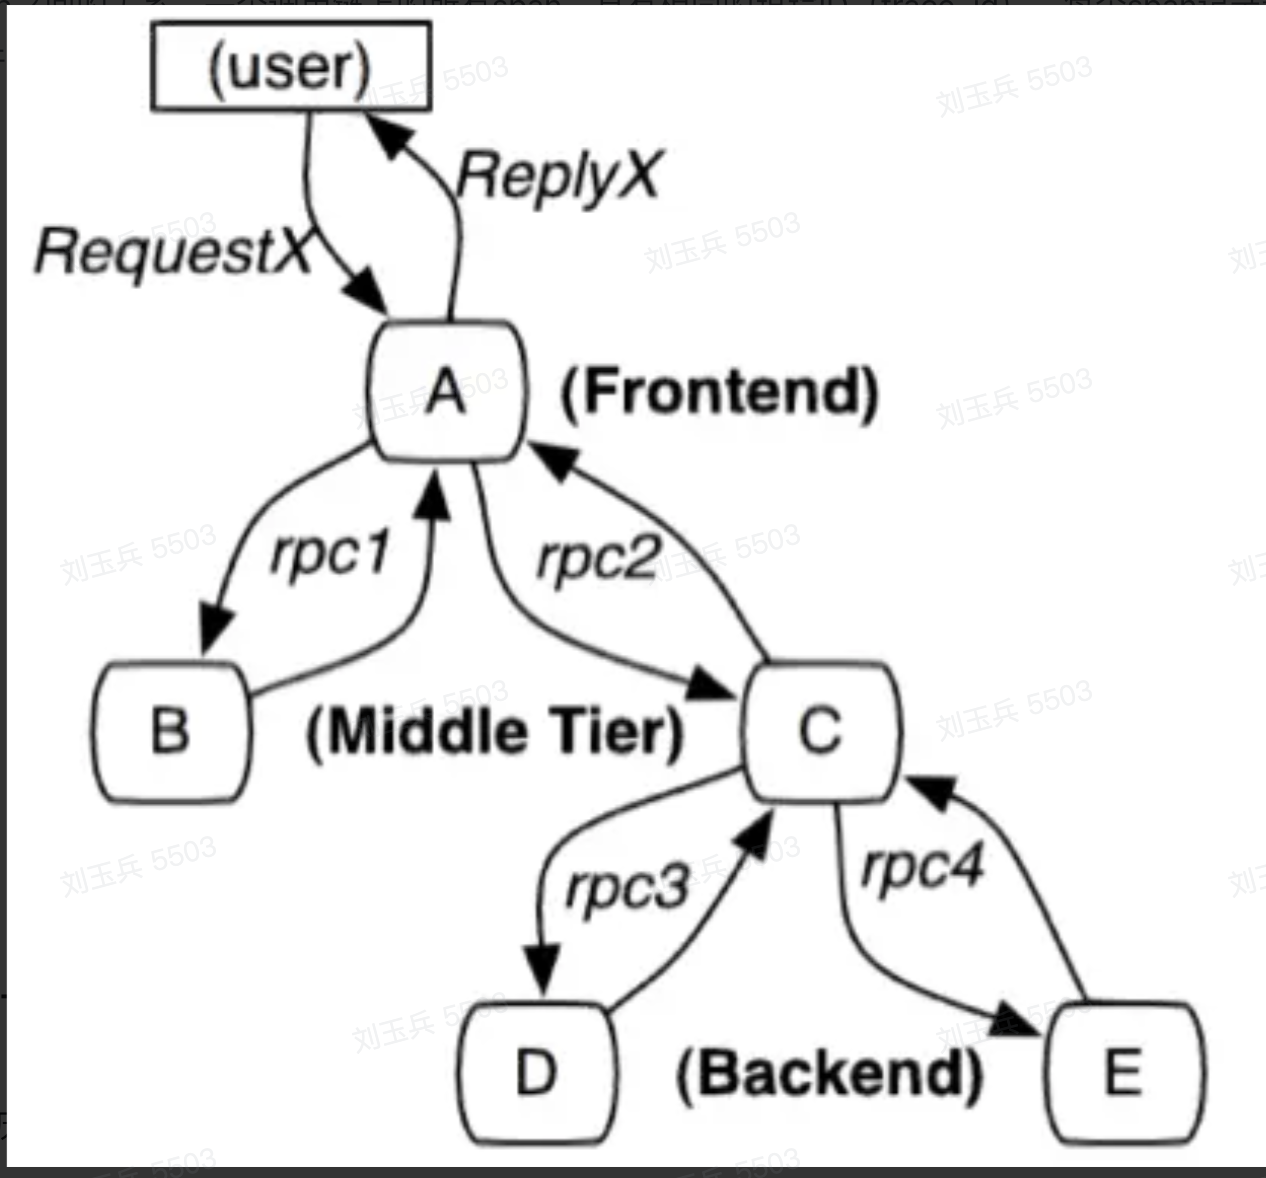 (user)
ReplyX
RequestX
A
(Frontend)
rpc1
rpc2
B
(Middle Tier)
C
rpc3
rpc4
D
(Backend)
E
刘玉兵 5503